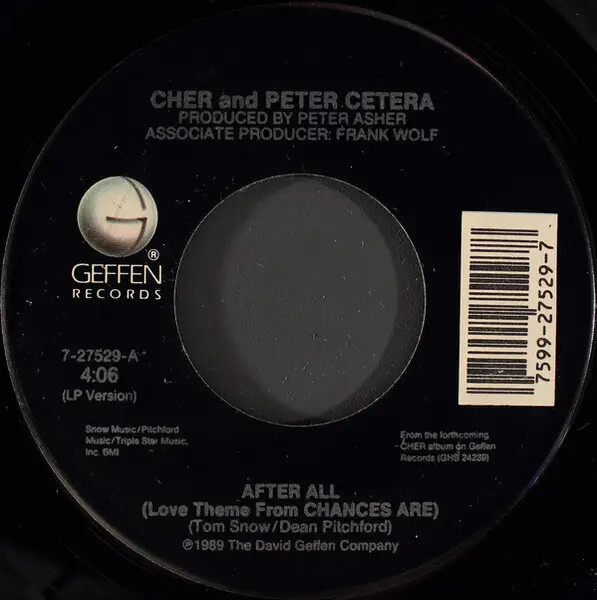 CHER and PETER CETERA
PRODUCED BY PETER ASHER
ASSOCIATE PRODUCER: FRANK WOLF
G
®
GEFFEN
RECORDS
7599-27529-7
7-27529-A
4:06
(LP Version)
Snow Music/Pitchford
Music/Triple Star Music,
Inc. BMI
From the forthcoming
CHER album on Geffen
Records (GHS 24239)
AFTER ALL
(Love Theme From CHANCES ARE)
(Tom Snow/Dean Pitchford)
℗1989 The David Geffen Company